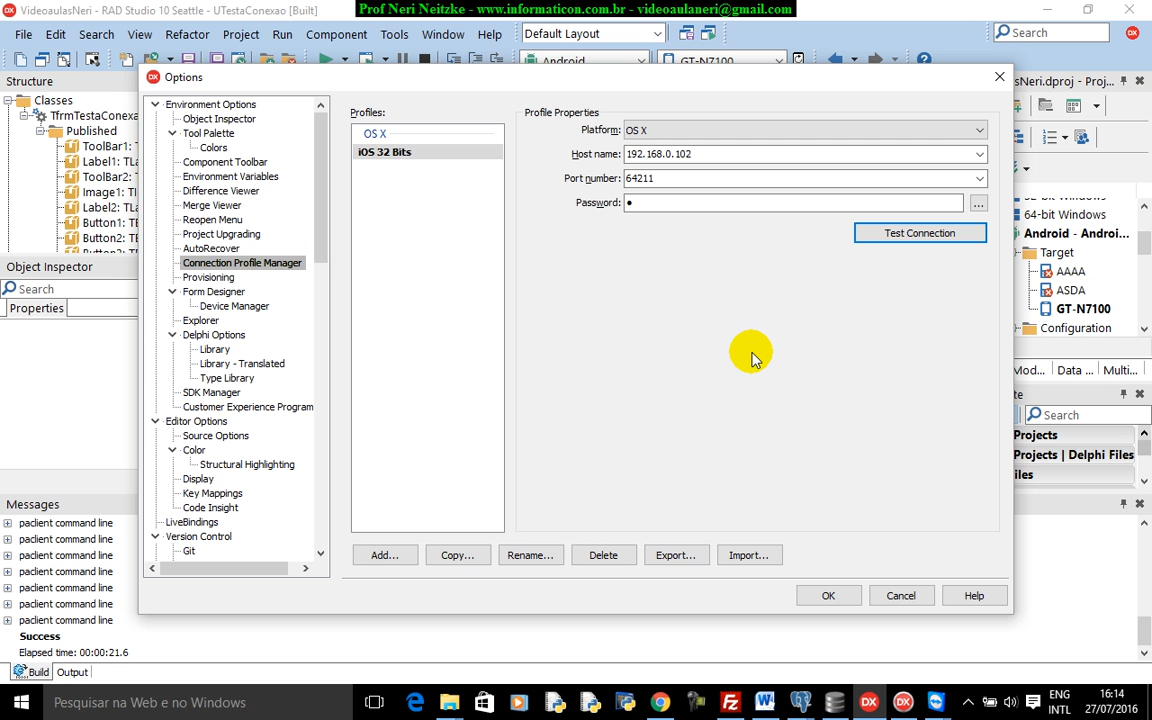 VideoaulasNeri - RAD Studio 10 Seattle - UTestaConexao [Built]
Prof Neri Neitzke - www.informaticon.com.br - videoaulaneri@gmail.com
File Edit Search View Refactor Project Run Component Tools Window Help
Default Layout
Search
Android
GT-N7100
Structure
Classes
TfrmTestaConexa
Published
ToolBar1: T
Label1: TLa
ToolBar2: T
Image1: TI
Label2: TLa
Button1: TE
Button2: TE
Object Inspector
Search
Properties
Options
Environment Options
Object Inspector
Tool Palette
Colors
Component Toolbar
Environment Variables
Difference Viewer
Merge Viewer
Reopen Menu
Project Upgrading
AutoRecover
Connection Profile Manager
Provisioning
Form Designer
Device Manager
Explorer
Delphi Options
Library
Library - Translated
Type Library
SDK Manager
Customer Experience Program
Editor Options
Source Options
Color
Structural Highlighting
Display
Key Mappings
Code Insight
LiveBindings
Version Control
Git
Profiles:
OS X
iOS 32 Bits
Profile Properties
Platform: OS X
Host name: 192.168.0.102
Port number: 64211
Password: •
...
Test Connection
Add... Copy... Rename... Delete Export... Import...
OK Cancel Help
sNeri.dproj - Proj...
64-bit Windows
Android - Androi...
Target
AAAA
ASDA
GT-N7100
Configuration
Mod... Data ... Multi...
te
Search
Projects
Projects | Delphi Files
iles
Messages
paclient command line
paclient command line
paclient command line
paclient command line
paclient command line
paclient command line
paclient command line
Success
Elapsed time: 00:00:21.6
Build Output
Pesquisar na Web e no Windows
ENG
INTL
16:14
27/07/2016